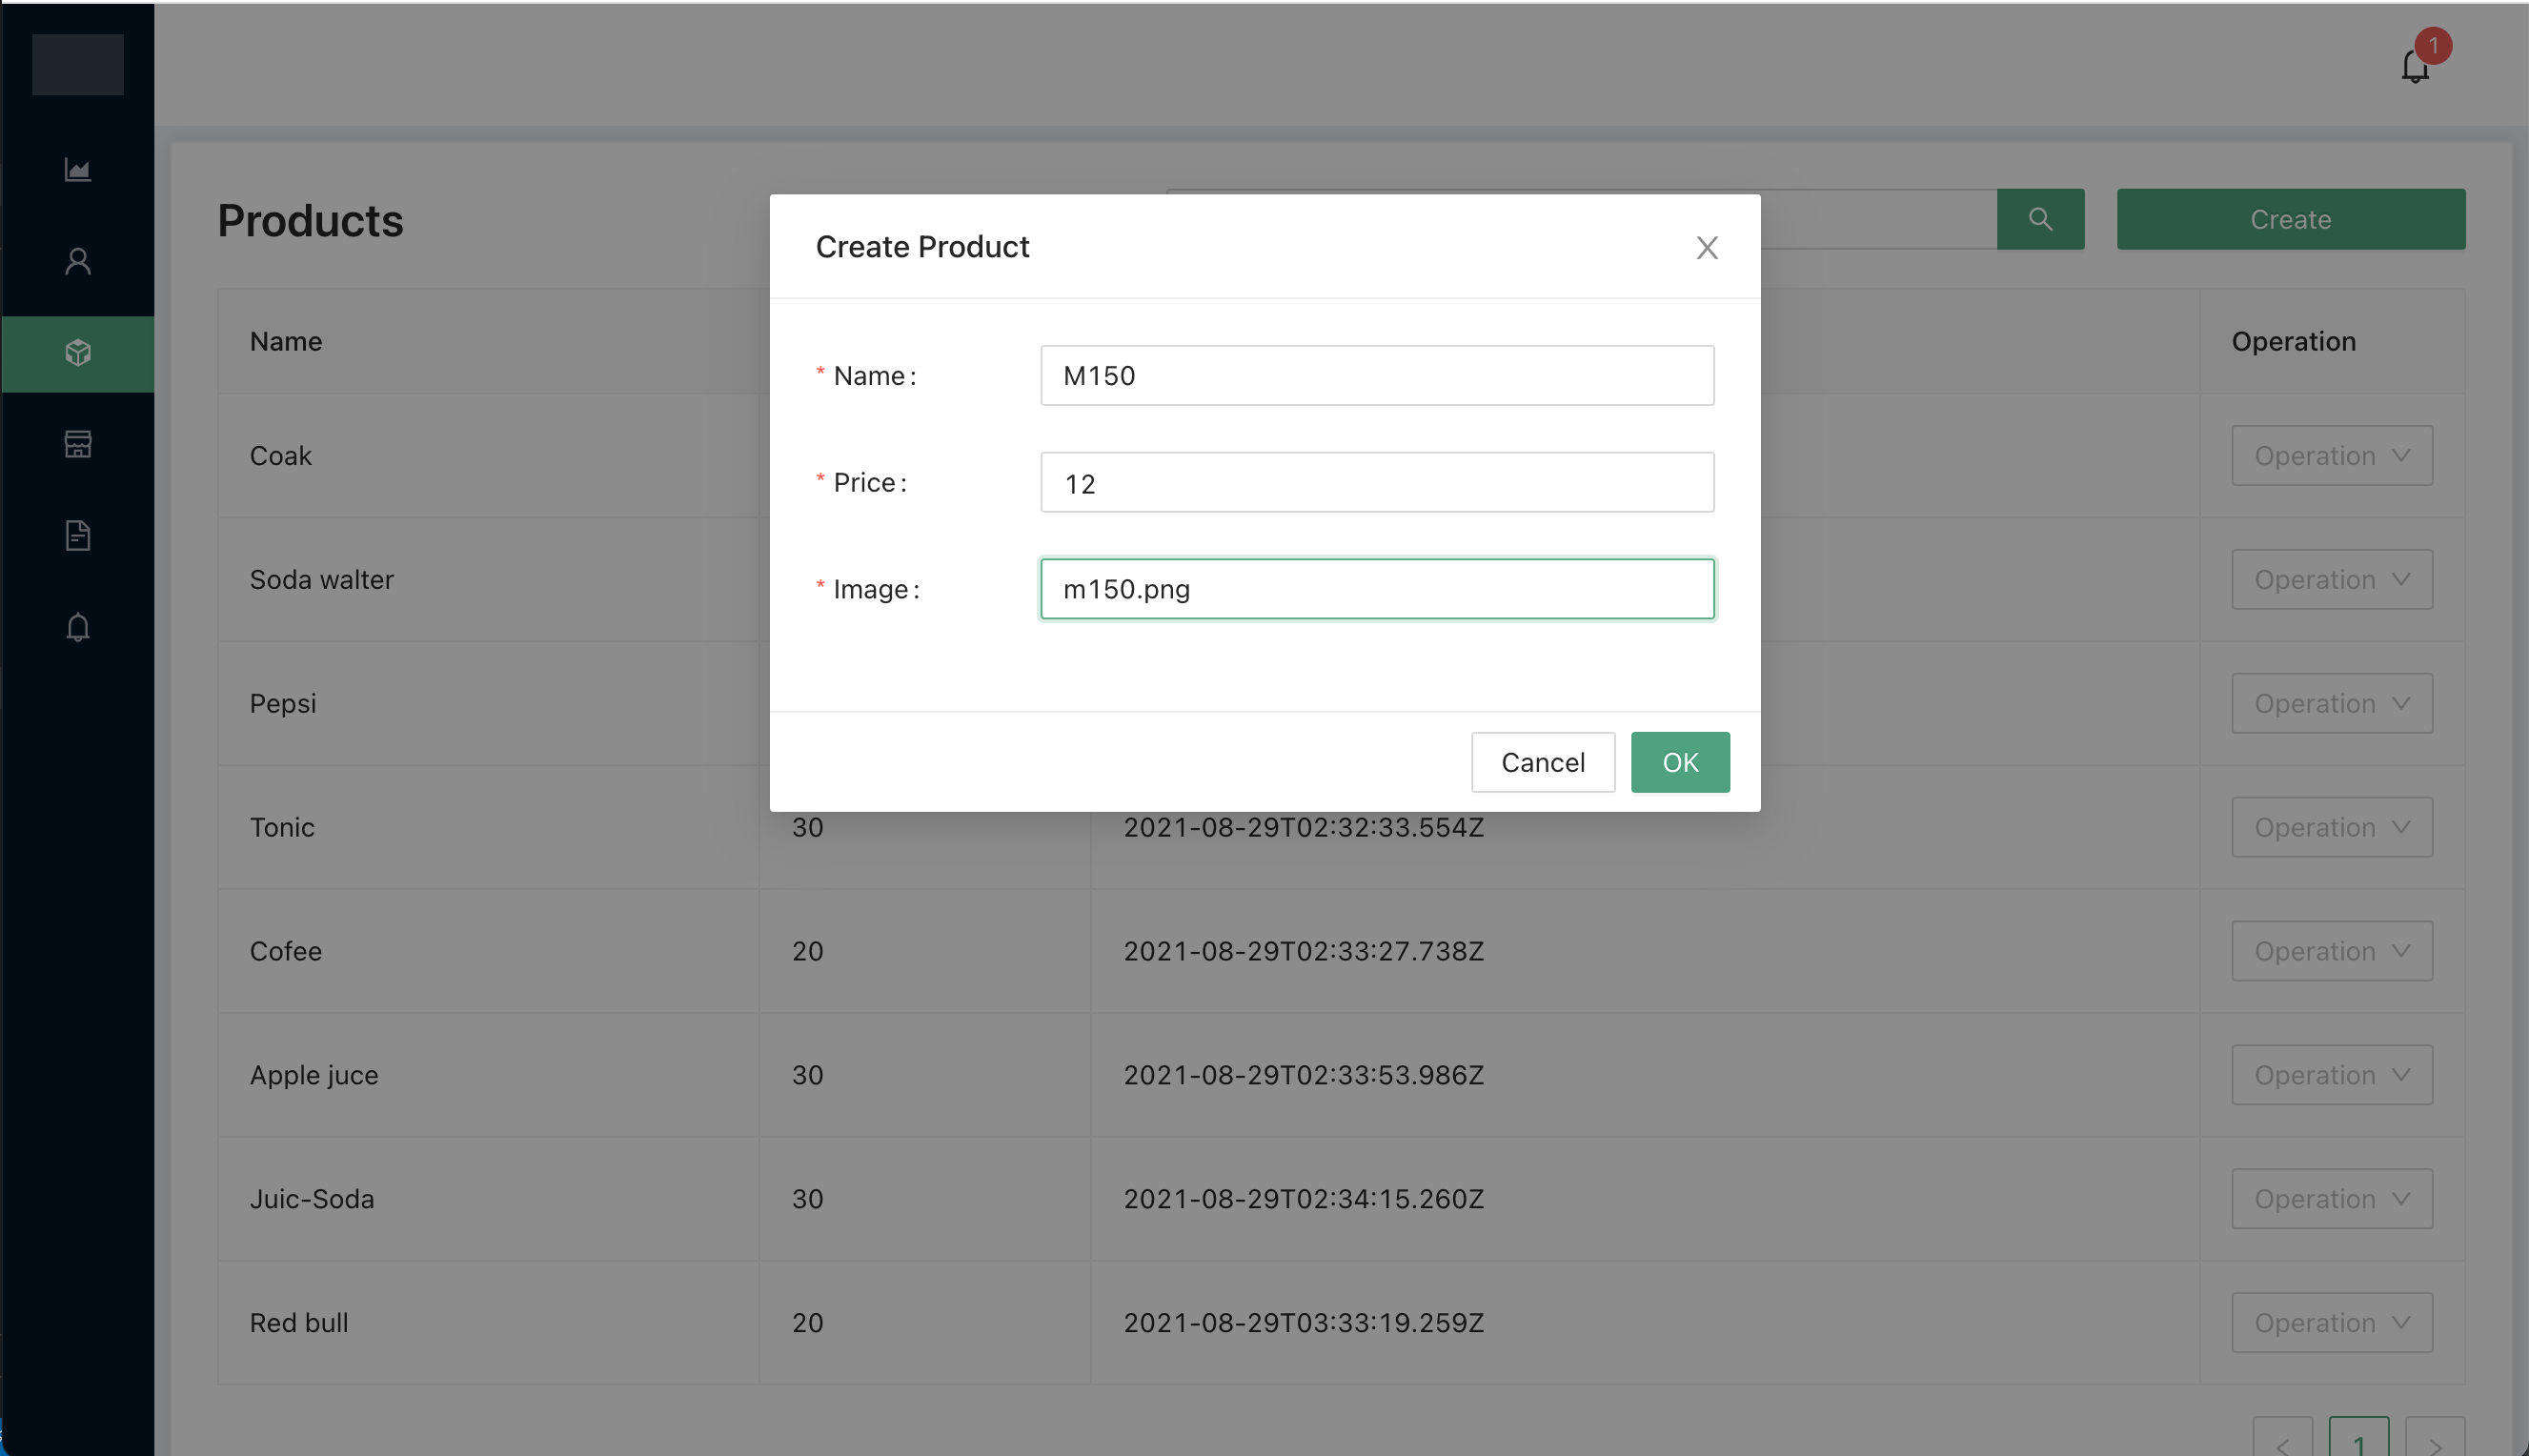 1
Products
Create
Create Product
Name
Operation
* Name: M150
Coak
Operation
* Price: 12
Soda walter
Operation
* Image: m150.png
Pepsi
Operation
Cancel OK
Tonic 30 2021-08-29T02:32:33.554Z Operation
Cofee 20 2021-08-29T02:33:27.738Z Operation
Apple juce 30 2021-08-29T02:33:53.986Z Operation
Juic-Soda 30 2021-08-29T02:34:15.260Z Operation
Red bull 20 2021-08-29T03:33:19.259Z Operation
< 1 >